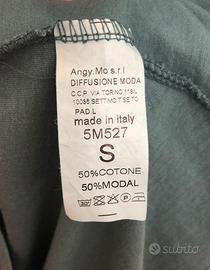 Angy.Mo s.r.l
DIFFUSIONE MODA
C.C.P. VIA TORINO 118/L
10036 SETTIMO T.SE TO
PAD.L
made in italy
5M527
S
50%COTONE
50%MODAL
subito